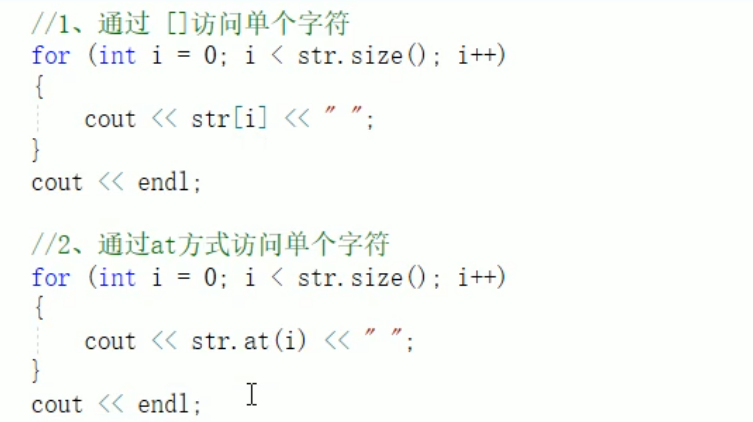 //1、通过 []访问单个字符
for (int i = 0; i < str.size(); i++)
{
cout << str[i] << " ";
}
cout << endl;
//2、通过at方式访问单个字符
for (int i = 0; i < str.size(); i++)
{
cout << str.at(i) << " ";
}
cout << endl;